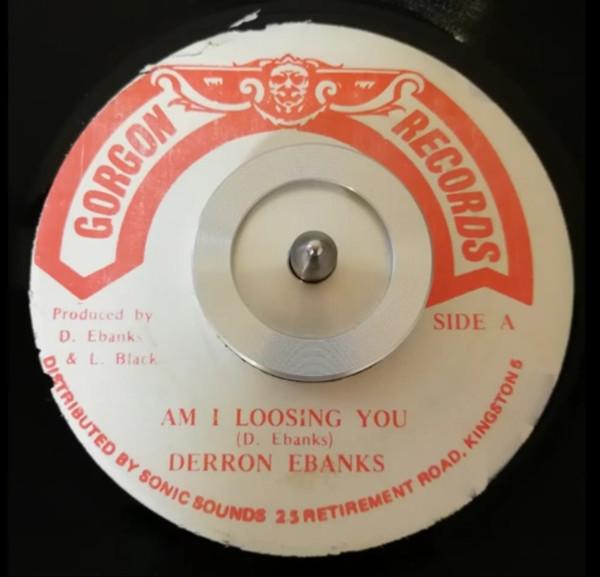 GORGON RECORDS
Produced by
D. Ebanks
& L. Black
SIDE A
AM I LOOSING YOU
(D. Ebanks)
DERRON EBANKS
DISTRIBUTED BY SONIC SOUNDS 25 RETIREMENT ROAD, KINGSTON 5